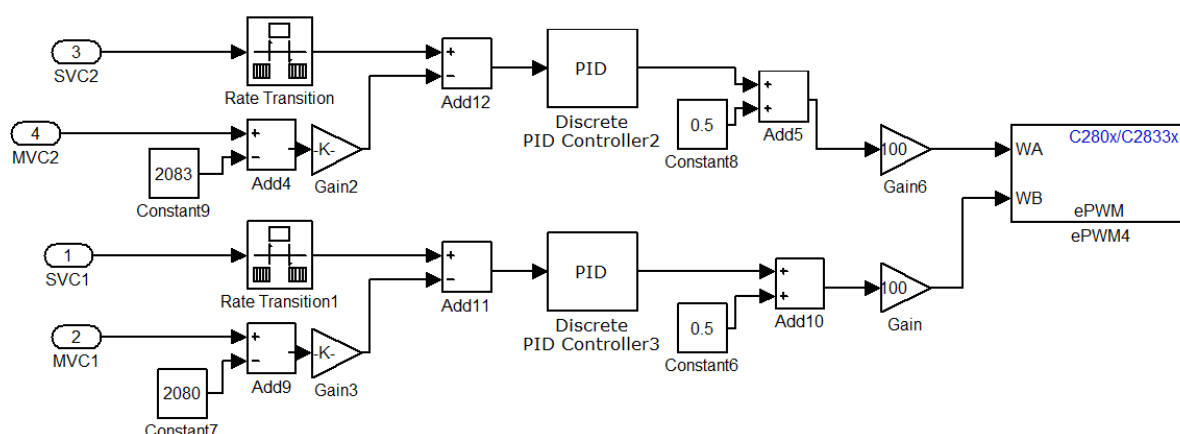 3
SVC2
Rate Transition
+
−
Add12
PID
Discrete
PID Controller2
4
MVC2
+
−
Add4
-K-
Gain2
2083
Constant9
0.5
Constant8
+
+
Add5
100
Gain6
C280x/C2833x
WA
WB
ePWM
ePWM4
1
SVC1
Rate Transition1
+
−
Add11
PID
Discrete
PID Controller3
2
MVC1
+
−
Add9
-K-
Gain3
2080
Constant7
0.5
Constant6
+
+
Add10
100
Gain